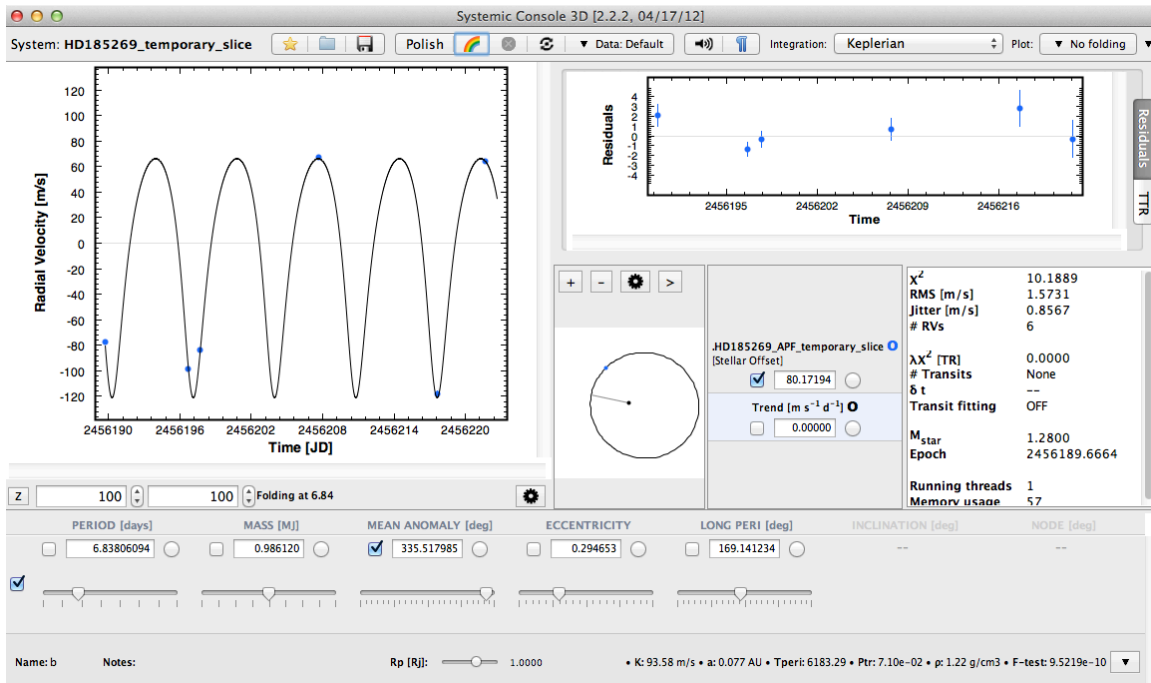 Systemic Console 3D [2.2.2, 04/17/12]
System: HD185269_temporary_slice Polish ▼ Data: Default Integration: Keplerian Plot: ▼ No folding
120
100
80
60
40
20
0
-20
-40
-60
-80
-100
-120
Radial Velocity [m/s]
2456190 2456196 2456202 2456208 2456214 2456220
Time [JD]
4
3
2
1
0
-1
-2
-3
-4
Residuals
2456195 2456202 2456209 2456216
Time
Residuals
TTR
+ - >
.HD185269_APF_temporary_slice O
[Stellar Offset]
80.17194
Trend [m s⁻¹ d⁻¹] O
0.00000
χ² 10.1889
RMS [m/s] 1.5731
Jitter [m/s] 0.8567
# RVs 6
λχ² [TR] 0.0000
# Transits None
δ t --
Transit fitting OFF
Mstar 1.2800
Epoch 2456189.6664
Running threads 1
Memory usage 57
Z 100 100 Folding at 6.84
PERIOD [days] MASS [MJ] MEAN ANOMALY [deg] ECCENTRICITY LONG PERI [deg] INCLINATION [deg] NODE [deg]
6.83806094 0.986120 335.517985 0.294653 169.141234 -- --
Name: b Notes: Rp [Rj]: 1.0000 • K: 93.58 m/s • a: 0.077 AU • Tperi: 6183.29 • Ptr: 7.10e-02 • ρ: 1.22 g/cm3 • F-test: 9.5219e-10 ▼